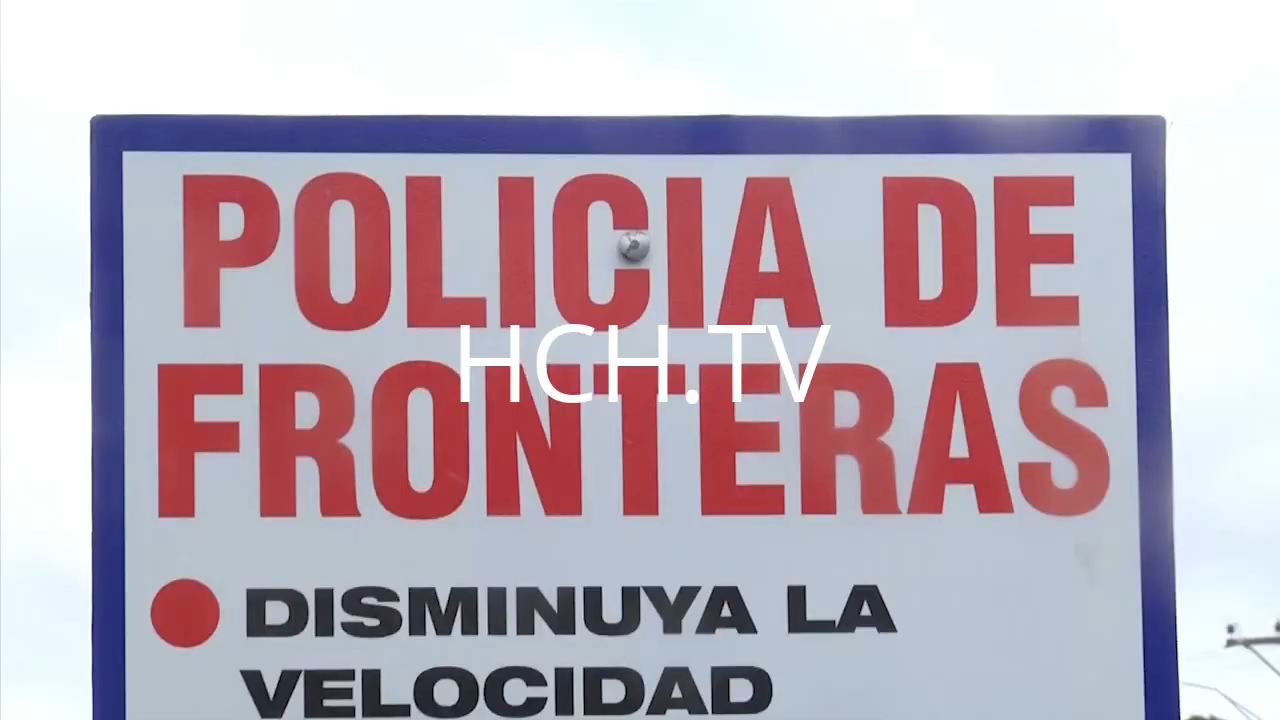 POLICIA DE
HCH.TV
FRONTERAS
DISMINUYA LA
VELOCIDAD